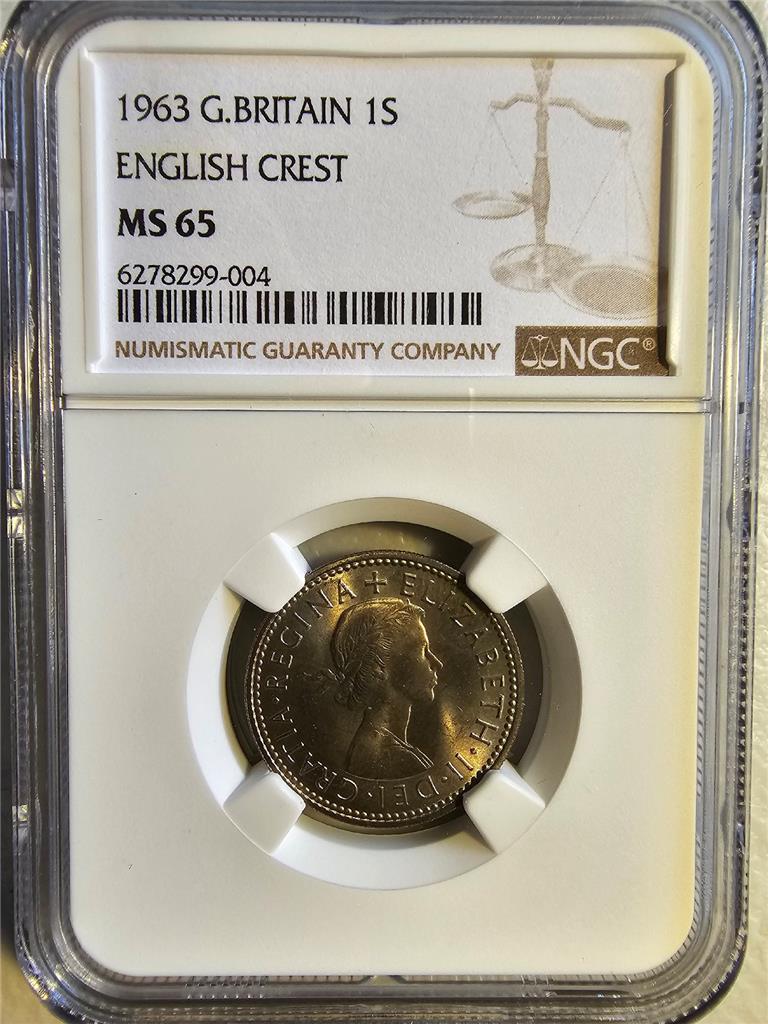 1963 G.BRITAIN 1S
ENGLISH CREST
MS 65
6278299-004
NUMISMATIC GUARANTY COMPANY
NGC®
+ ELIZABETH · II · DEI · GRATIA · REGINA